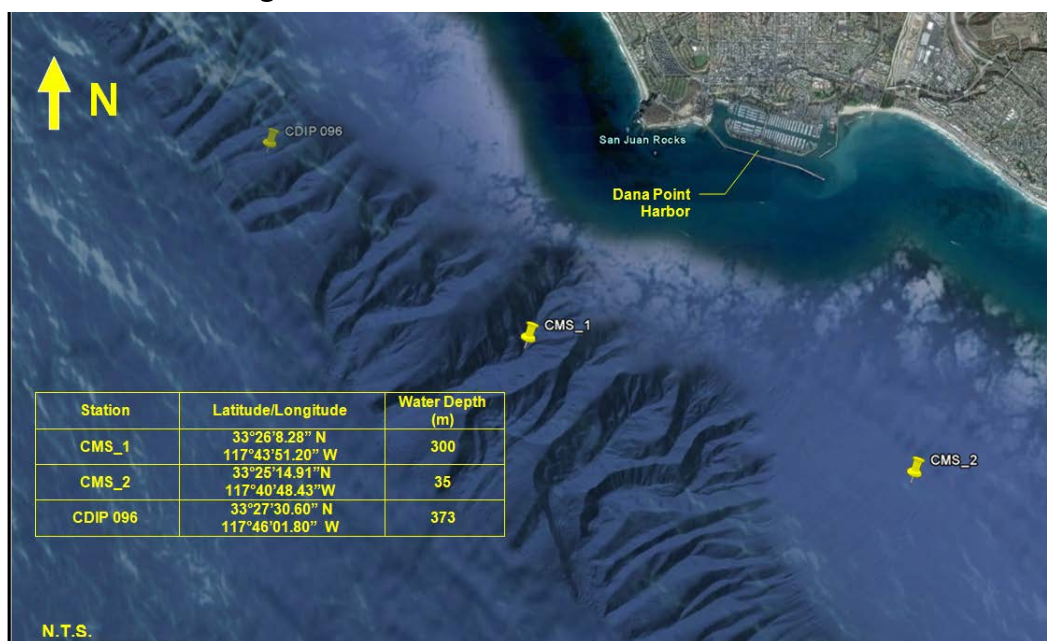 N
CDIP 096
San Juan Rocks
Dana Point
Harbor
CMS_1
Station Latitude/Longitude Water Depth
(m)
CMS_1 33°26'8.28" N
117°43'51.20" W 300
CMS_2 33°25'14.91"N
117°40'48.43"W 35
CDIP 096 33°27'30.60" N
117°46'01.80" W 373
CMS_2
N.T.S.